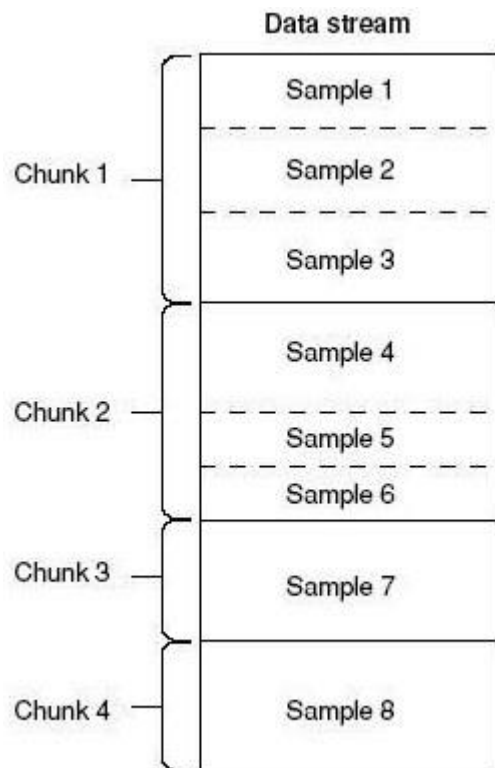 Data stream
Sample 1
Chunk 1
Sample 2
Sample 3
Sample 4
Chunk 2
Sample 5
Sample 6
Chunk 3
Sample 7
Chunk 4
Sample 8